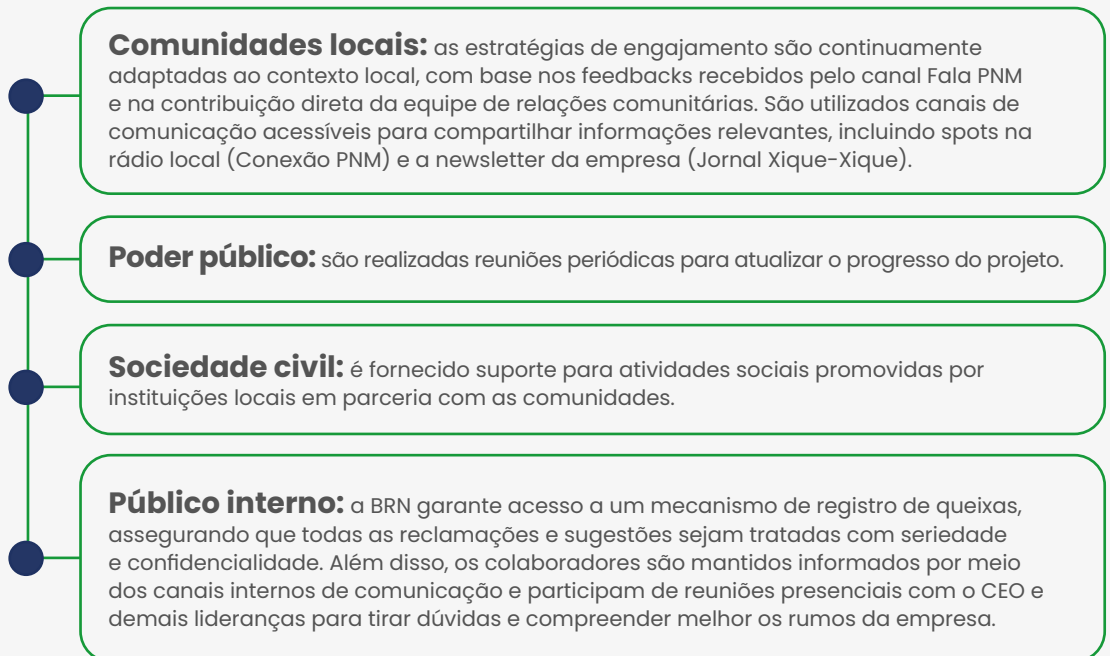 Comunidades locais: as estratégias de engajamento são continuamente
adaptadas ao contexto local, com base nos feedbacks recebidos pelo canal Fala PNM
e na contribuição direta da equipe de relações comunitárias. São utilizados canais de
comunicação acessíveis para compartilhar informações relevantes, incluindo spots na
rádio local (Conexão PNM) e a newsletter da empresa (Jornal Xique-Xique).
Poder público: são realizadas reuniões periódicas para atualizar o progresso do projeto.
Sociedade civil: é fornecido suporte para atividades sociais promovidas por
instituições locais em parceria com as comunidades.
Público interno: a BRN garante acesso a um mecanismo de registro de queixas,
assegurando que todas as reclamações e sugestões sejam tratadas com seriedade
e confidencialidade. Além disso, os colaboradores são mantidos informados por meio
dos canais internos de comunicação e participam de reuniões presenciais com o CEO e
demais lideranças para tirar dúvidas e compreender melhor os rumos da empresa.